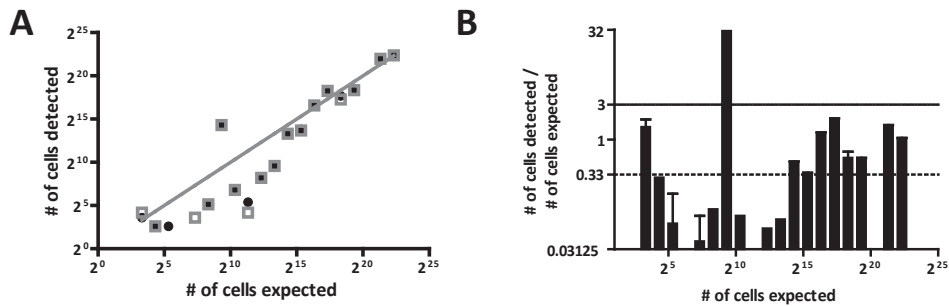 A
# of cells detected
2^25
2^20
2^15
2^10
2^5
2^0
2^0 2^5 2^10 2^15 2^20 2^25
# of cells expected
B
# of cells detected /
# of cells expected
32
3
1
0.33
0.03125
2^5 2^10 2^15 2^20 2^25
# of cells expected